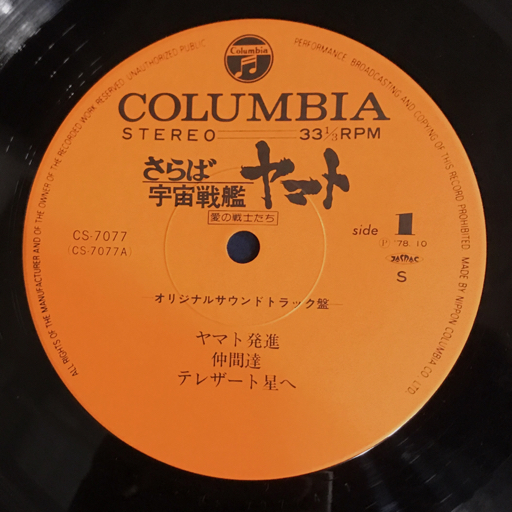 Columbia
COLUMBIA
STEREO 33 1/3 RPM
さらば
宇宙戦艦
ヤマト
愛の戦士たち
CS-7077
(CS-7077A)
side 1
'78.10
JASRAC
S
オリジナルサウンドトラック盤
ヤマト発進
仲間達
テレザート星へ
ALL RIGHTS OF THE MANUFACTURER AND OF THE OWNER OF THE RECORDED WORK RESERVED. UNAUTHORIZED PUBLIC PERFORMANCE, BROADCASTING AND COPYING OF THIS RECORD PROHIBITED. MADE BY NIPPON COLUMBIA CO. LTD.